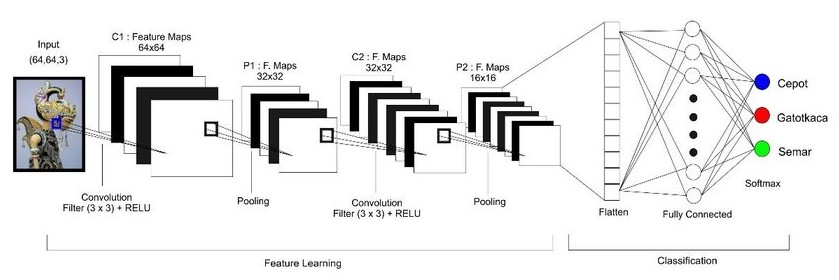 Input
(64,64,3)
C1 : Feature Maps
64x64
P1 : F. Maps
32x32
C2 : F. Maps
32x32
P2 : F. Maps
16x16
Cepot
Gatotkaca
Semar
Softmax
Convolution
Filter (3 x 3) + RELU
Pooling
Convolution
Filter (3 x 3) + RELU
Pooling
Flatten
Fully Connected
Feature Learning
Classification